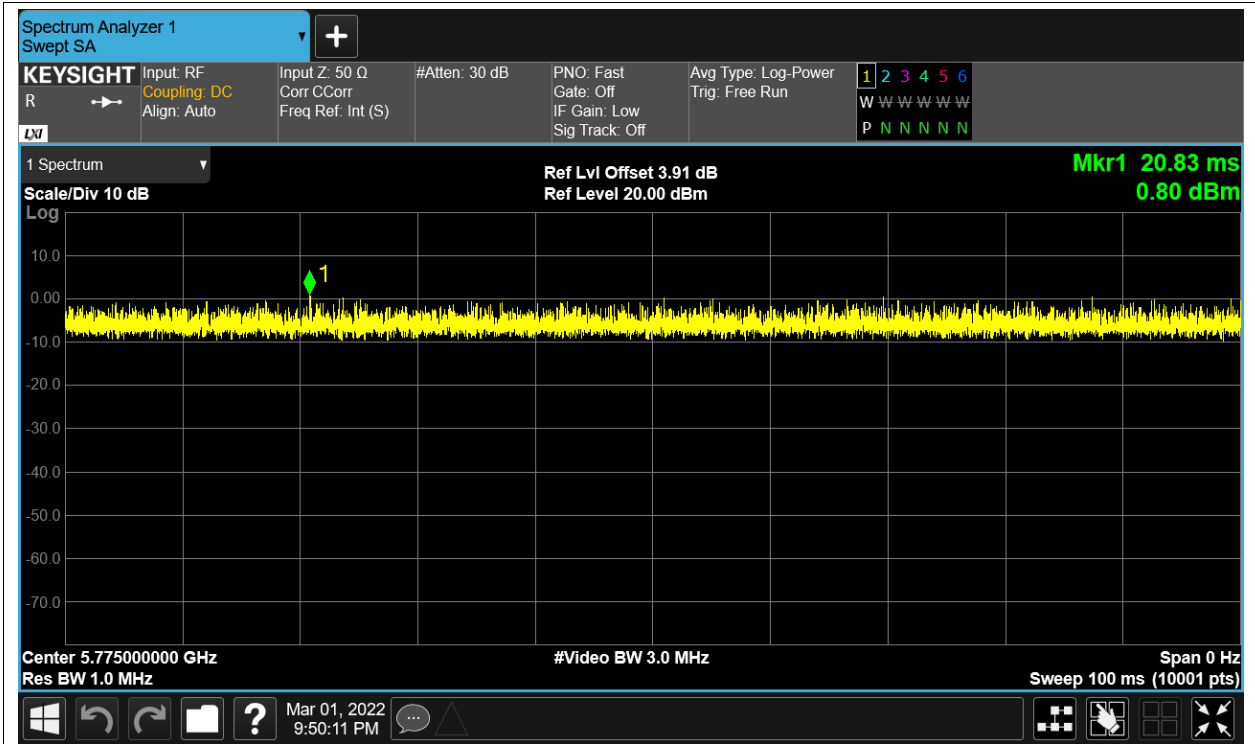 Spectrum Analyzer 1
Swept SA
+
KEYSIGHT
R
LXI
Input: RF
Coupling: DC
Align: Auto
Input Z: 50 Ω
Corr CCorr
Freq Ref: Int (S)
#Atten: 30 dB
PNO: Fast
Gate: Off
IF Gain: Low
Sig Track: Off
Avg Type: Log-Power
Trig: Free Run
1 2 3 4 5 6
W W W W W W
P N N N N N
1 Spectrum
Scale/Div 10 dB
Ref Lvl Offset 3.91 dB
Ref Level 20.00 dBm
Mkr1 20.83 ms
0.80 dBm
Log
10.0
0.00
-10.0
-20.0
-30.0
-40.0
-50.0
-60.0
-70.0
1
Center 5.775000000 GHz
Res BW 1.0 MHz
#Video BW 3.0 MHz
Span 0 Hz
Sweep 100 ms (10001 pts)
?
Mar 01, 2022
9:50:11 PM